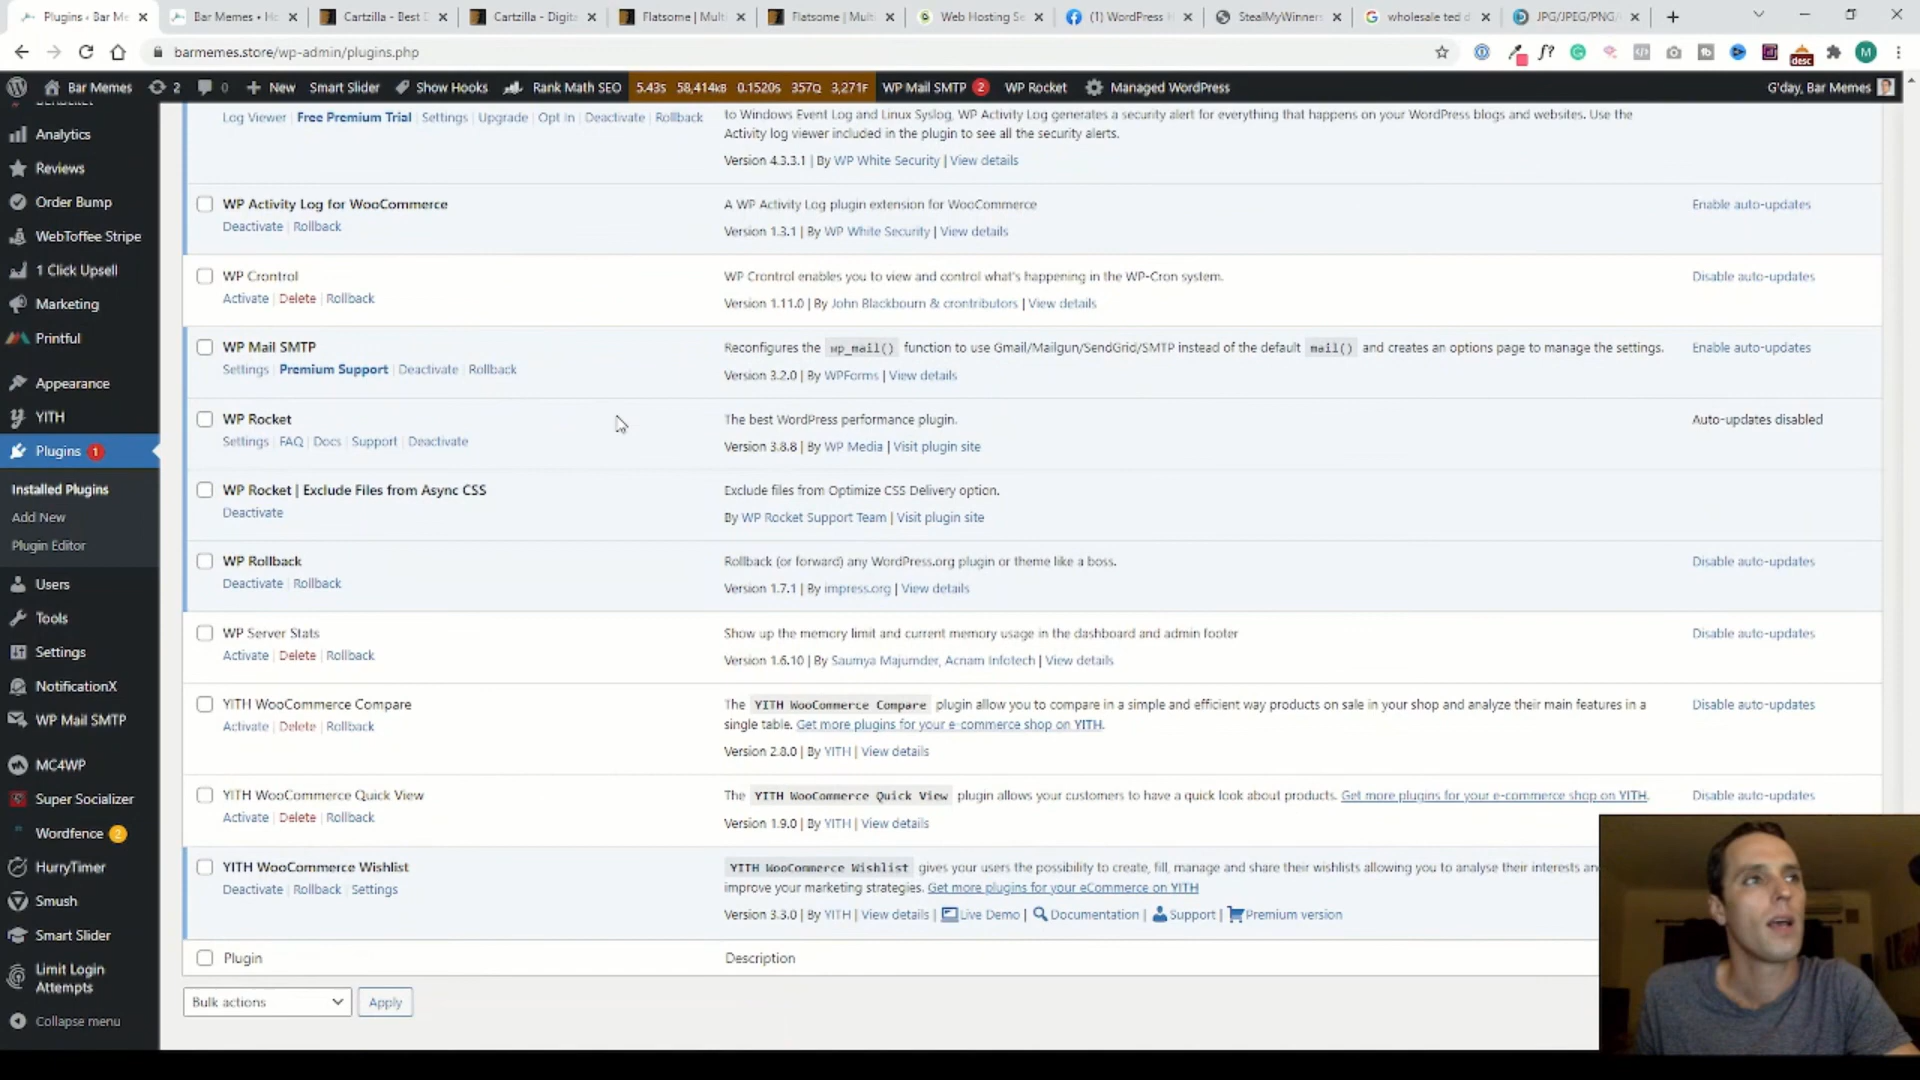 Plugins ‹ Bar Me
Bar Memes • Ho
Cartzilla - Best D
Cartzilla - Digita
Flatsome | Multi
Flatsome | Multi
Web Hosting Se
(1) WordPress
StealMyWinners
wholesale ted d
JPG/JPEG/PNG/
barmemes.store/wp-admin/plugins.php
f?
desc
M
Bar Memes
2
0
New
Smart Slider
Show Hooks
Rank Math SEO
5.43s 58,414kB 0.1520s 357Q 3,271F
WP Mail SMTP 2
WP Rocket
Managed WordPress
G'day, Bar Memes
Analytics
Reviews
Order Bump
WebToffee Stripe
1 Click Upsell
Marketing
Printful
Appearance
YITH
Plugins 1
Installed Plugins
Add New
Plugin Editor
Users
Tools
Settings
NotificationX
WP Mail SMTP
MC4WP
Super Socializer
Wordfence 2
HurryTimer
Smush
Smart Slider
Limit Login
Attempts
Collapse menu
Log Viewer | Free Premium Trial | Settings | Upgrade | Opt In | Deactivate | Rollback
to Windows Event Log and Linux Syslog, WP Activity Log generates a security alert for everything that happens on your WordPress blogs and websites. Use the
Activity log viewer included in the plugin to see all the security alerts.
Version 4.3.3.1 | By WP White Security | View details
WP Activity Log for WooCommerce
Deactivate | Rollback
A WP Activity Log plugin extension for WooCommerce
Version 1.3.1 | By WP White Security | View details
Enable auto-updates
WP Crontrol
Activate | Delete | Rollback
WP Crontrol enables you to view and control what's happening in the WP-Cron system.
Version 1.11.0 | By John Blackbourn & crontributors | View details
Disable auto-updates
WP Mail SMTP
Settings | Premium Support | Deactivate | Rollback
Reconfigures the wp_mail() function to use Gmail/Mailgun/SendGrid/SMTP instead of the default mail() and creates an options page to manage the settings.
Version 3.2.0 | By WPForms | View details
Enable auto-updates
WP Rocket
Settings | FAQ | Docs | Support | Deactivate
The best WordPress performance plugin.
Version 3.8.8 | By WP Media | Visit plugin site
Auto-updates disabled
WP Rocket | Exclude Files from Async CSS
Deactivate
Exclude files from Optimize CSS Delivery option.
By WP Rocket Support Team | Visit plugin site
WP Rollback
Deactivate | Rollback
Rollback (or forward) any WordPress.org plugin or theme like a boss.
Version 1.7.1 | By impress.org | View details
Disable auto-updates
WP Server Stats
Activate | Delete | Rollback
Show up the memory limit and current memory usage in the dashboard and admin footer
Version 1.6.10 | By Saumya Majumder, Acnam Infotech | View details
Disable auto-updates
YITH WooCommerce Compare
Activate | Delete | Rollback
The YITH WooCommerce Compare plugin allow you to compare in a simple and efficient way products on sale in your shop and analyze their main features in a
single table. Get more plugins for your e-commerce shop on YITH.
Version 2.8.0 | By YITH | View details
Disable auto-updates
YITH WooCommerce Quick View
Activate | Delete | Rollback
The YITH WooCommerce Quick View plugin allows your customers to have a quick look about products. Get more plugins for your e-commerce shop on YITH.
Version 1.9.0 | By YITH | View details
Disable auto-updates
YITH WooCommerce Wishlist
Deactivate | Rollback | Settings
YITH WooCommerce Wishlist gives your users the possibility to create, fill, manage and share their wishlists allowing you to analyse their interests an
improve your marketing strategies. Get more plugins for your eCommerce on YITH
Version 3.3.0 | By YITH | View details | Live Demo | Documentation | Support | Premium version
Plugin
Description
Bulk actions
Apply